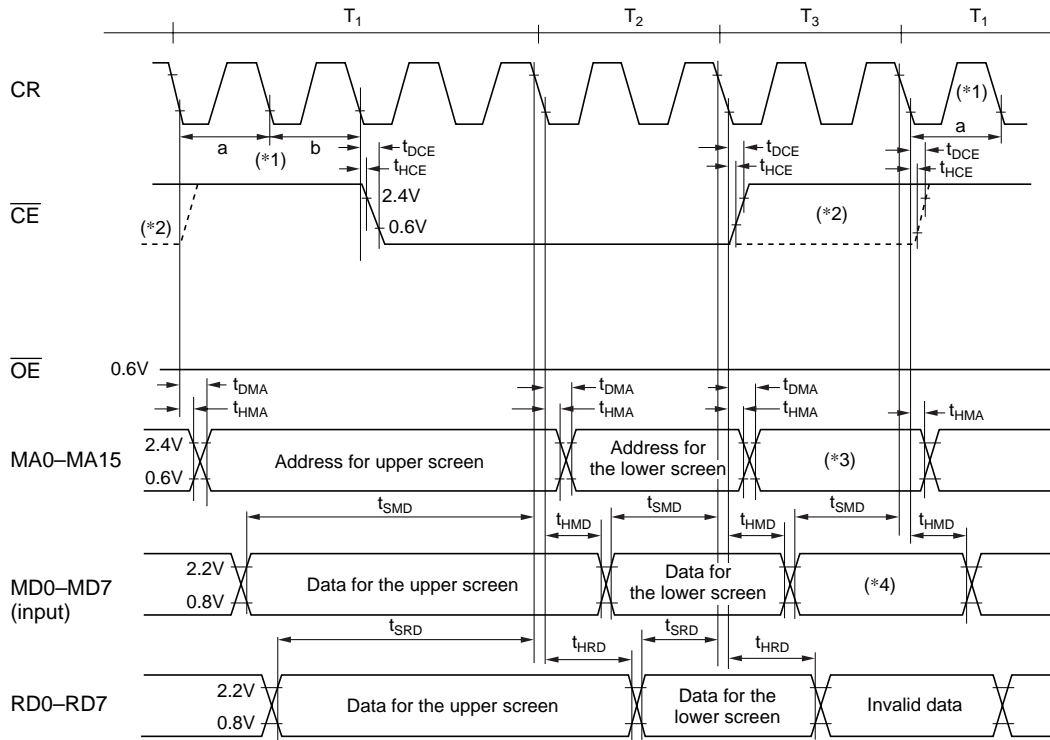 T₁ T₂ T₃ T₁
CR
(*1)
a (*1) b a
tDCE tDCE tDCE
tHCE tHCE tHCE
CE
2.4V
(*2) 0.6V (*2)
OE 0.6V
tDMA tDMA tDMA
tHMA tHMA tHMA tHMA
MA0–MA15
2.4V
0.6V
Address for upper screen
Address for
the lower screen
(*3)
tSMD tSMD tSMD
tHMD tHMD tHMD
MD0–MD7
(input)
2.2V
0.8V
Data for the upper screen
Data for
the lower screen
(*4)
tSRD tSRD
tHRD tHRD
RD0–RD7
2.2V
0.8V
Data for the upper screen
Data for the
lower screen
Invalid data